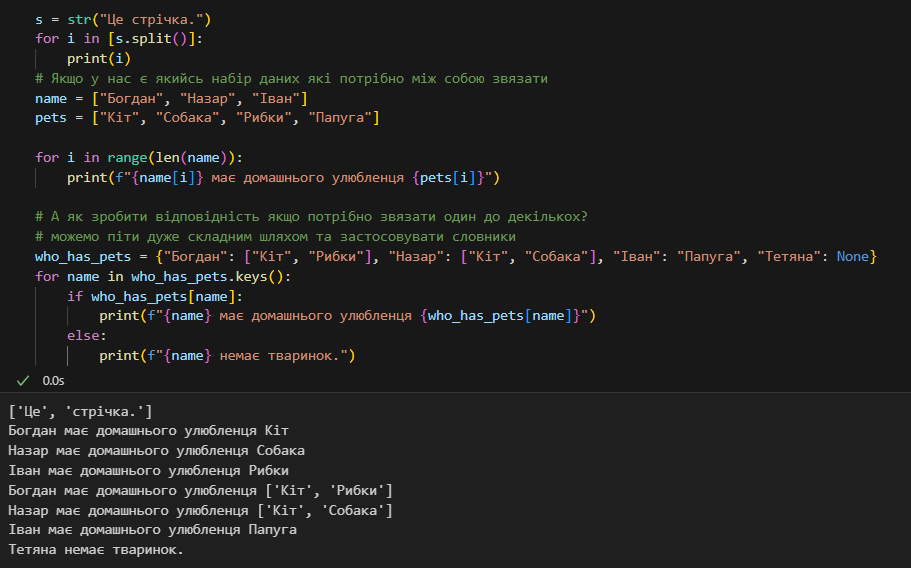 s = str("Це стрічка.")
for i in [s.split()]:
    print(i)
# Якщо у нас є якийсь набір даних які потрібно між собою звязати
name = ["Богдан", "Назар", "Іван"]
pets = ["Кіт", "Собака", "Рибки", "Папуга"]

for i in range(len(name)):
    print(f"{name[i]} має домашнього улюбленця {pets[i]}")

# А як зробити відповідність якщо потрібно звязати один до декількох?
# можемо піти дуже складним шляхом та застосовувати словники
who_has_pets = {"Богдан": ["Кіт", "Рибки"], "Назар": ["Кіт", "Собака"], "Іван": "Папуга", "Тетяна": None}
for name in who_has_pets.keys():
    if who_has_pets[name]:
        print(f"{name} має домашнього улюбленця {who_has_pets[name]}")
    else:
        print(f"{name} немає тваринок.")
0.0s
['Це', 'стрічка.']
Богдан має домашнього улюбленця Кіт
Назар має домашнього улюбленця Собака
Іван має домашнього улюбленця Рибки
Богдан має домашнього улюбленця ['Кіт', 'Рибки']
Назар має домашнього улюбленця ['Кіт', 'Собака']
Іван має домашнього улюбленця Папуга
Тетяна немає тваринок.